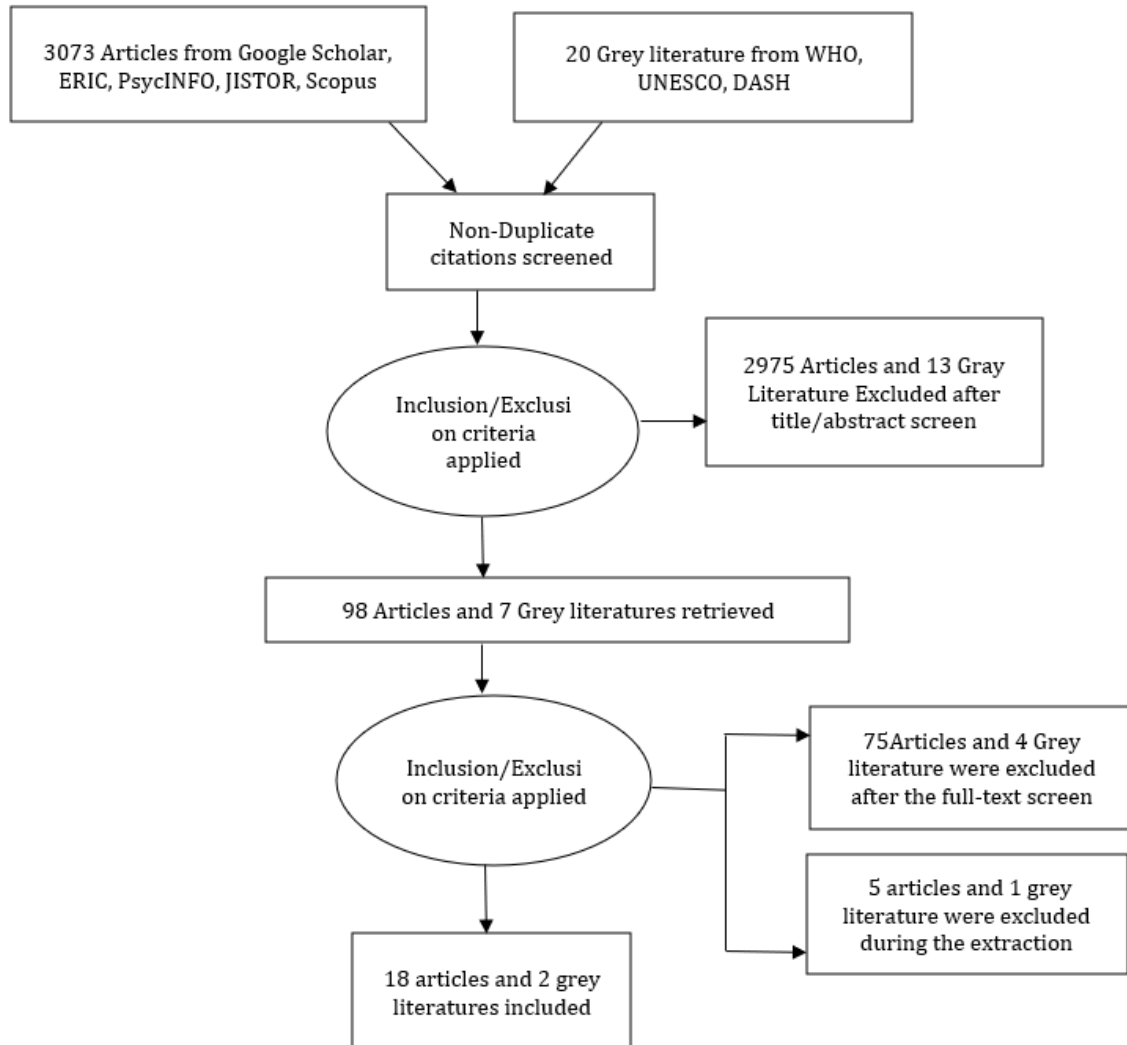 3073 Articles from Google Scholar,
ERIC, PsycINFO, JISTOR, Scopus
20 Grey literature from WHO,
UNESCO, DASH
Non-Duplicate
citations screened
Inclusion/Exclusi
on criteria
applied
2975 Articles and 13 Gray
Literature Excluded after
title/abstract screen
98 Articles and 7 Grey literatures retrieved
Inclusion/Exclusi
on criteria applied
75Articles and 4 Grey
literature were excluded
after the full-text screen
5 articles and 1 grey
literature were excluded
during the extraction
18 articles and 2 grey
literatures included